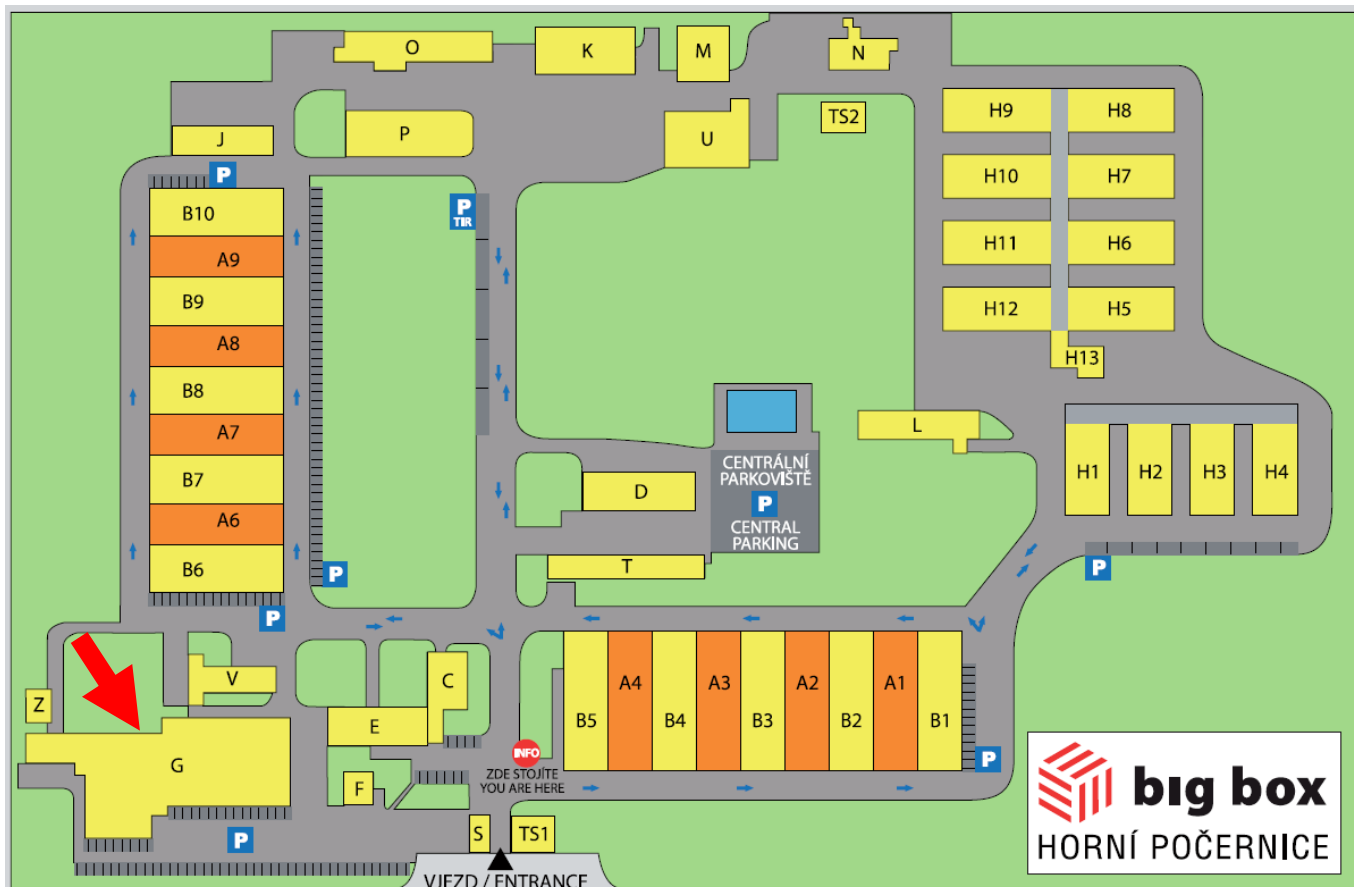 O
K
M
N
TS2
J
P
U
H9
H8
P
H10
H7
B10
P
TIR
H11
H6
A9
B9
H12
H5
A8
H13
B8
A7
L
CENTRÁLNÍ
PARKOVIŠTĚ
P
CENTRAL
PARKING
B7
D
H1
H2
H3
H4
A6
B6
P
T
P
P
V
C
Z
A4
A3
A2
A1
E
B5
B4
B3
B2
B1
G
INFO
ZDE STOJÍTE
YOU ARE HERE
P
F
P
S
TS1
VJEZD / ENTRANCE
big box
HORNÍ POČERNICE